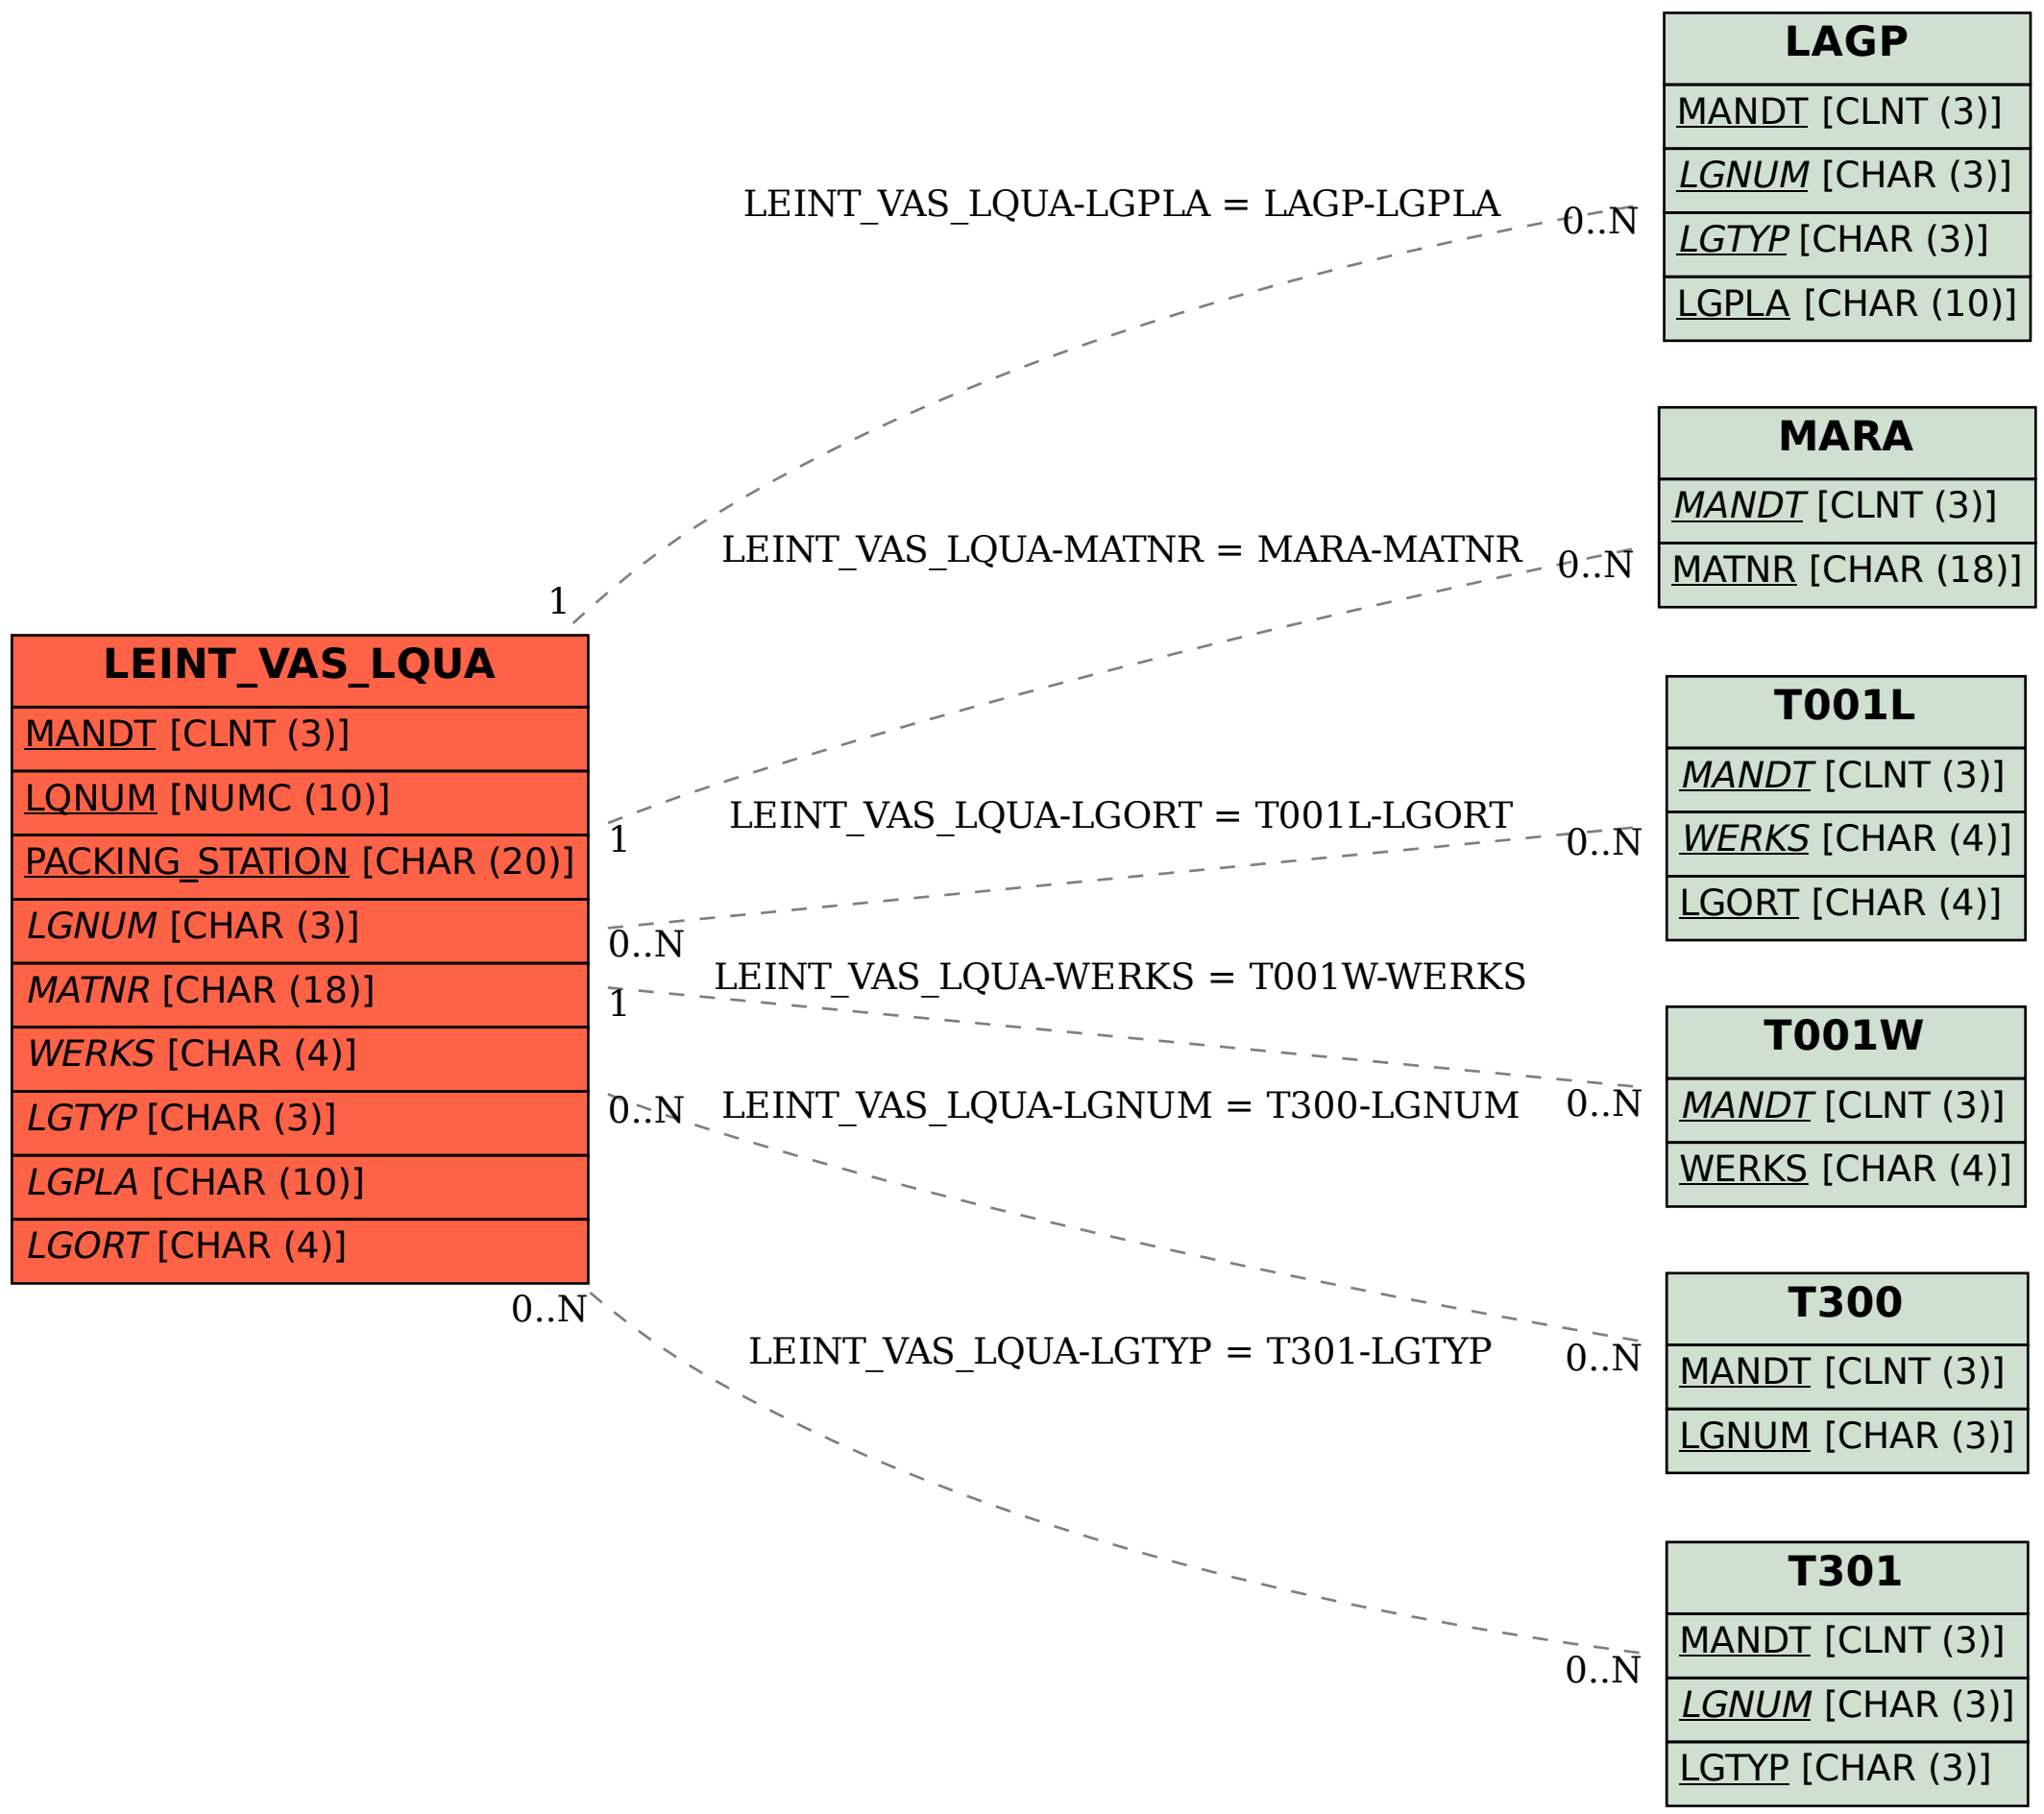 LEINT_VAS_LQUA
MANDT [CLNT (3)]
LQNUM [NUMC (10)]
PACKING_STATION [CHAR (20)]
LGNUM [CHAR (3)]
MATNR [CHAR (18)]
WERKS [CHAR (4)]
LGTYP [CHAR (3)]
LGPLA [CHAR (10)]
LGORT [CHAR (4)]
LEINT_VAS_LQUA-LGPLA = LAGP-LGPLA
0..N
1
LEINT_VAS_LQUA-MATNR = MARA-MATNR
0..N
1
LEINT_VAS_LQUA-LGORT = T001L-LGORT
0..N
0..N
LEINT_VAS_LQUA-WERKS = T001W-WERKS
1
0..N
LEINT_VAS_LQUA-LGNUM = T300-LGNUM
0..N
0..N
LEINT_VAS_LQUA-LGTYP = T301-LGTYP
0..N
0..N
LAGP
MANDT [CLNT (3)]
LGNUM [CHAR (3)]
LGTYP [CHAR (3)]
LGPLA [CHAR (10)]
MARA
MANDT [CLNT (3)]
MATNR [CHAR (18)]
T001L
MANDT [CLNT (3)]
WERKS [CHAR (4)]
LGORT [CHAR (4)]
T001W
MANDT [CLNT (3)]
WERKS [CHAR (4)]
T300
MANDT [CLNT (3)]
LGNUM [CHAR (3)]
T301
MANDT [CLNT (3)]
LGNUM [CHAR (3)]
LGTYP [CHAR (3)]